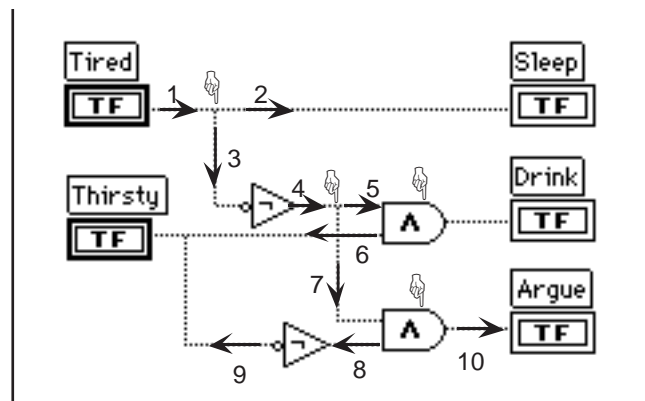 Tired
Sleep
1
2
TF
TF
3
Drink
Thirsty
4
5
∧
TF
¬
TF
6
7
Argue
¬
∧
TF
9
8
10